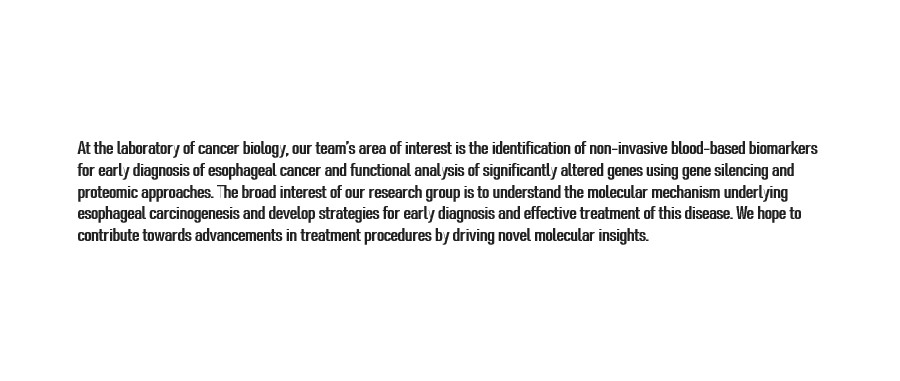 At the laboratory of cancer biology, our team's area of interest is the identification of non-invasive blood-based biomarkers
for early diagnosis of esophageal cancer and functional analysis of significantly altered genes using gene silencing and
proteomic approaches. The broad interest of our research group is to understand the molecular mechanism underlying
esophageal carcinogenesis and develop strategies for early diagnosis and effective treatment of this disease. We hope to
contribute towards advancements in treatment procedures by driving novel molecular insights.